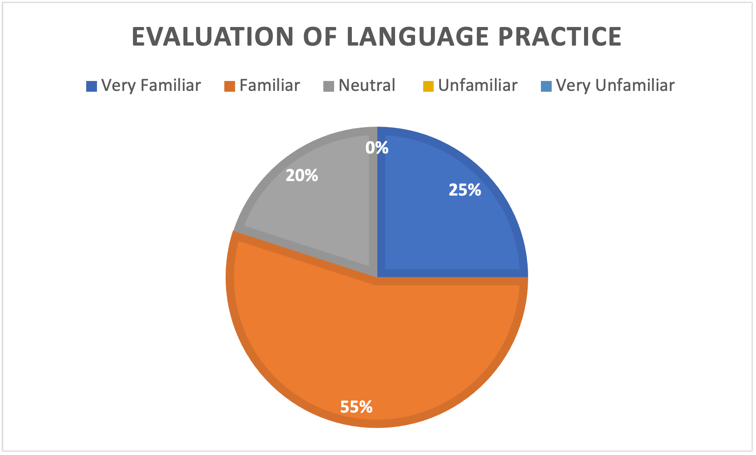 EVALUATION OF LANGUAGE PRACTICE
Very Familiar Familiar Neutral Unfamiliar Very Unfamiliar
0%
20%
25%
55%